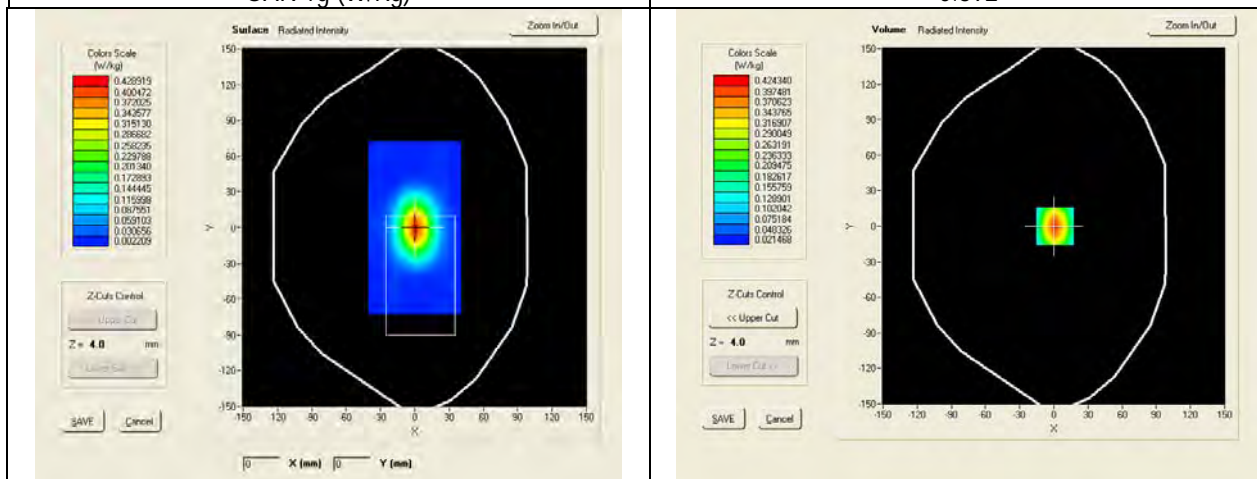 Surface Radiated Intensity
Zoom In/Out
Colors Scale
(W/kg)
0.428919
0.400472
0.372025
0.343577
0.315130
0.286682
0.258235
0.229788
0.201340
0.172893
0.144445
0.115998
0.087551
0.059103
0.030656
0.002209
150
120
90
60
30
0
-30
-60
-90
-120
-150
Y
-150 -120 -90 -60 -30 0 30 60 90 120 150
X
Z-Cuts Control
Upper Cut
Z = 4.0 mm
SAVE Cancel
0 X (mm) 0 Y (mm)
Volume Radiated Intensity
Zoom In/Out
Colors Scale
(W/kg)
0.424340
0.397481
0.370623
0.343765
0.316907
0.290049
0.263191
0.236333
0.209475
0.182617
0.155759
0.128901
0.102042
0.075184
0.048326
0.021468
150
120
90
60
30
0
-30
-60
-90
-120
-150
Y
-150 -120 -90 -60 -30 0 30 60 90 120 150
X
Z-Cuts Control
<< Upper Cut
Z = 4.0 mm
Lower Cut >>
SAVE Cancel